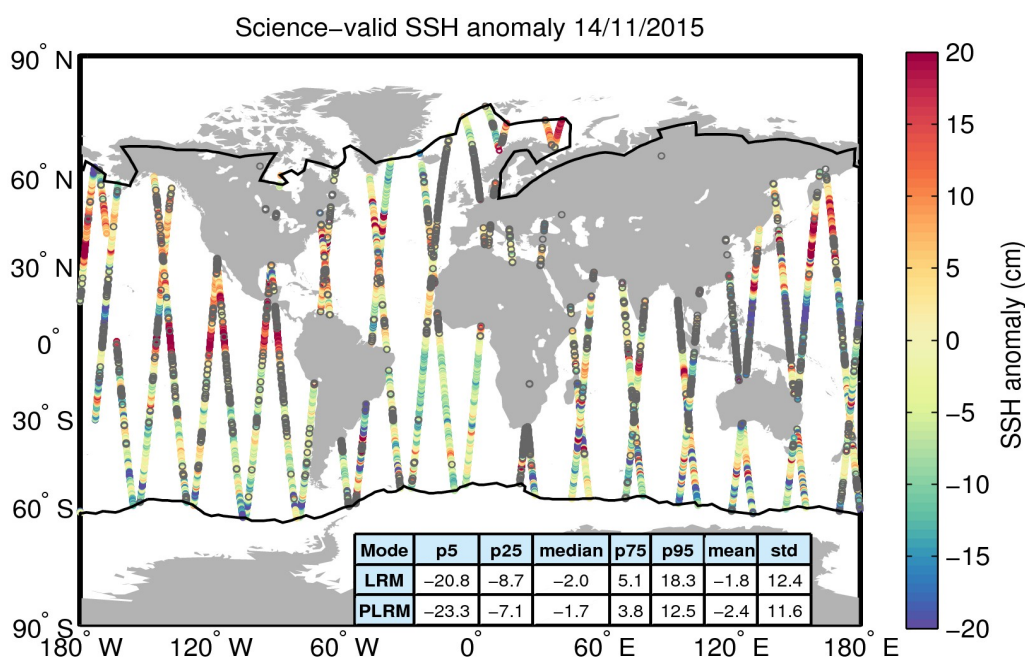 Science−valid SSH anomaly 14/11/2015
90° N
60° N
30° N
0°
30° S
60° S
90° S
180° W
120° W
60° W
0°
60° E
120° E
180° E
Mode p5 p25 median p75 p95 mean std
LRM −20.8 −8.7 −2.0 5.1 18.3 −1.8 12.4
PLRM −23.3 −7.1 −1.7 3.8 12.5 −2.4 11.6
20
15
10
5
0
−5
−10
−15
−20
SSH anomaly (cm)